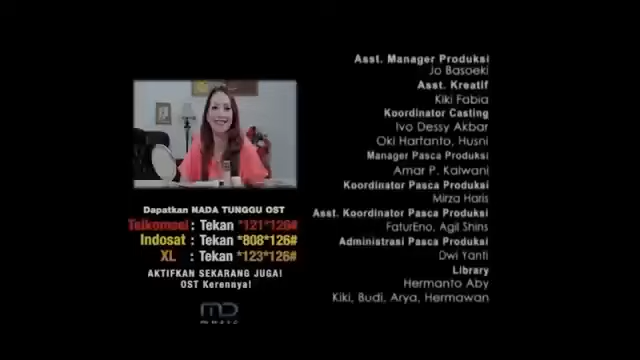 Asst. Manager Produksi
Jo Basoeki
Asst. Kreatif
Kiki Fabia
Koordinator Casting
Ivo Dessy Akbar
Oki Hartanto, Husni
Manager Pasca Produksi
Amar P. Kalwani
Koordinator Pasca Produksi
Mirza Haris
Asst. Koordinator Pasca Produksi
FaturEno, Agil Shins
Administrasi Pasca Produksi
Dwi Yanti
Library
Hermanto Aby
Kiki, Budi, Arya, Hermawan
Dapatkan NADA TUNGGU OST
Telkomsel : Tekan *121*126#
Indosat : Tekan *808*126#
XL : Tekan *123*126#
AKTIFKAN SEKARANG JUGA!
OST Kerennya!
MD
MUSIC